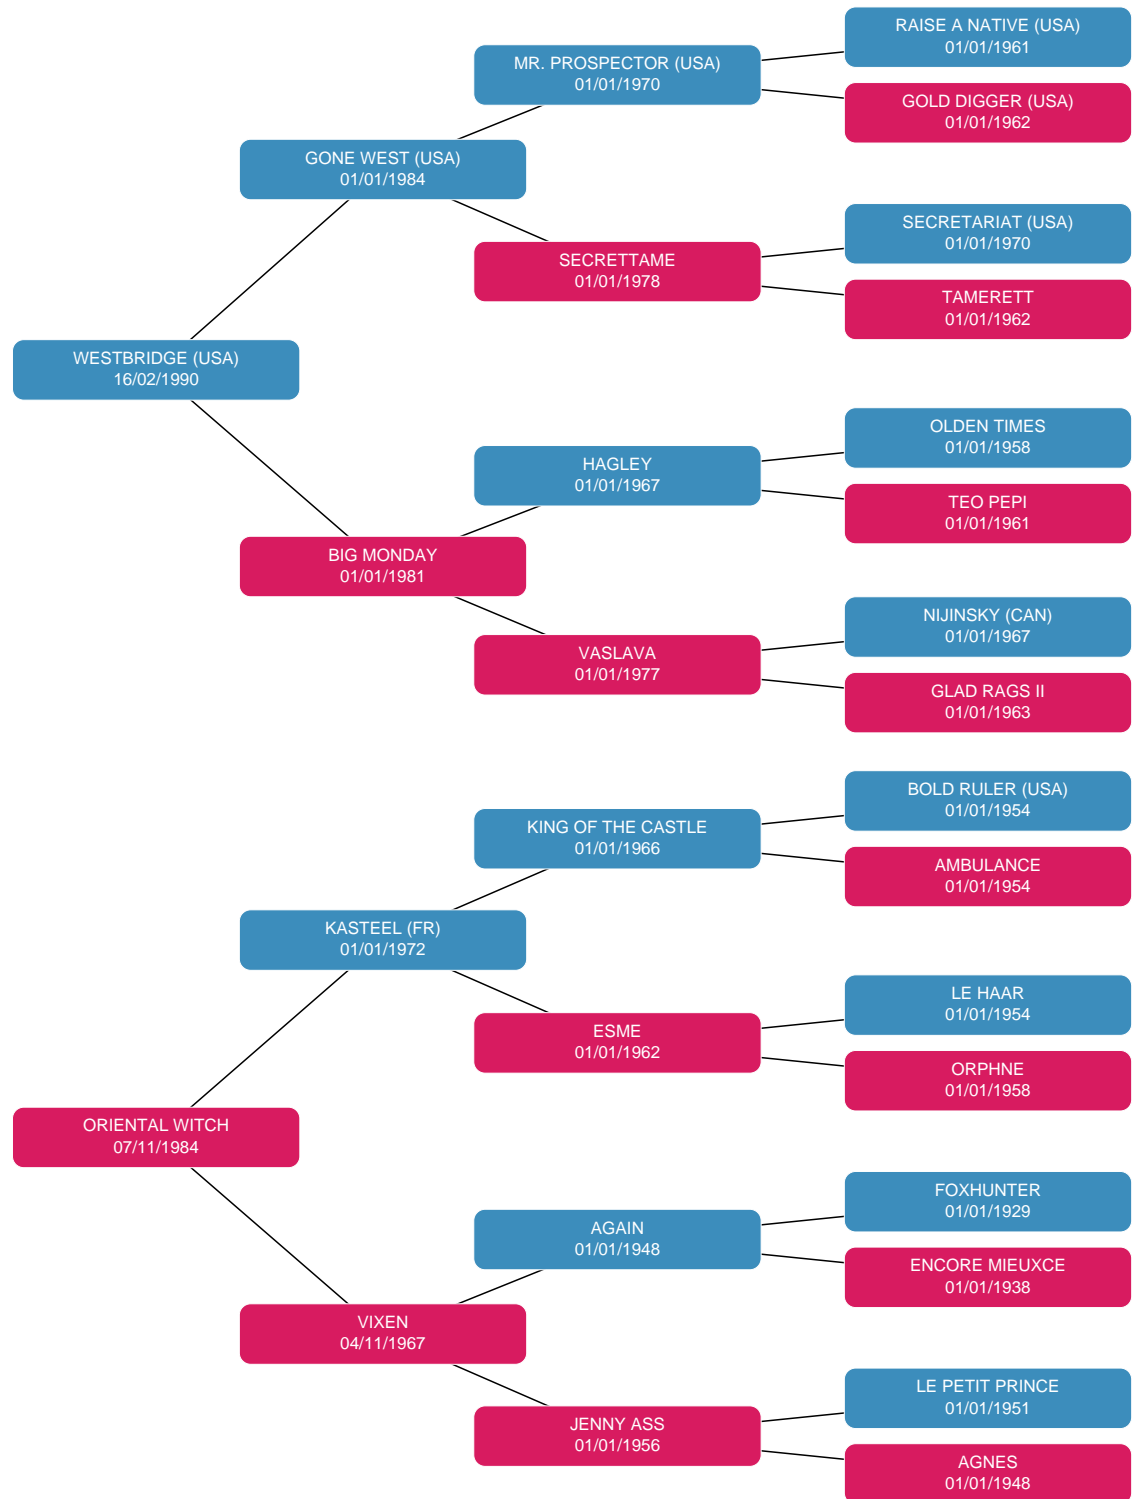 RAISE A NATIVE (USA)
01/01/1961
MR. PROSPECTOR (USA)
01/01/1970
GOLD DIGGER (USA)
01/01/1962
GONE WEST (USA)
01/01/1984
SECRETARIAT (USA)
01/01/1970
SECRETTAME
01/01/1978
TAMERETT
01/01/1962
WESTBRIDGE (USA)
16/02/1990
OLDEN TIMES
01/01/1958
HAGLEY
01/01/1967
TEO PEPI
01/01/1961
BIG MONDAY
01/01/1981
NIJINSKY (CAN)
01/01/1967
VASLAVA
01/01/1977
GLAD RAGS II
01/01/1963
BOLD RULER (USA)
01/01/1954
KING OF THE CASTLE
01/01/1966
AMBULANCE
01/01/1954
KASTEEL (FR)
01/01/1972
LE HAAR
01/01/1954
ESME
01/01/1962
ORPHNE
01/01/1958
ORIENTAL WITCH
07/11/1984
FOXHUNTER
01/01/1929
AGAIN
01/01/1948
ENCORE MIEUXCE
01/01/1938
VIXEN
04/11/1967
LE PETIT PRINCE
01/01/1951
JENNY ASS
01/01/1956
AGNES
01/01/1948